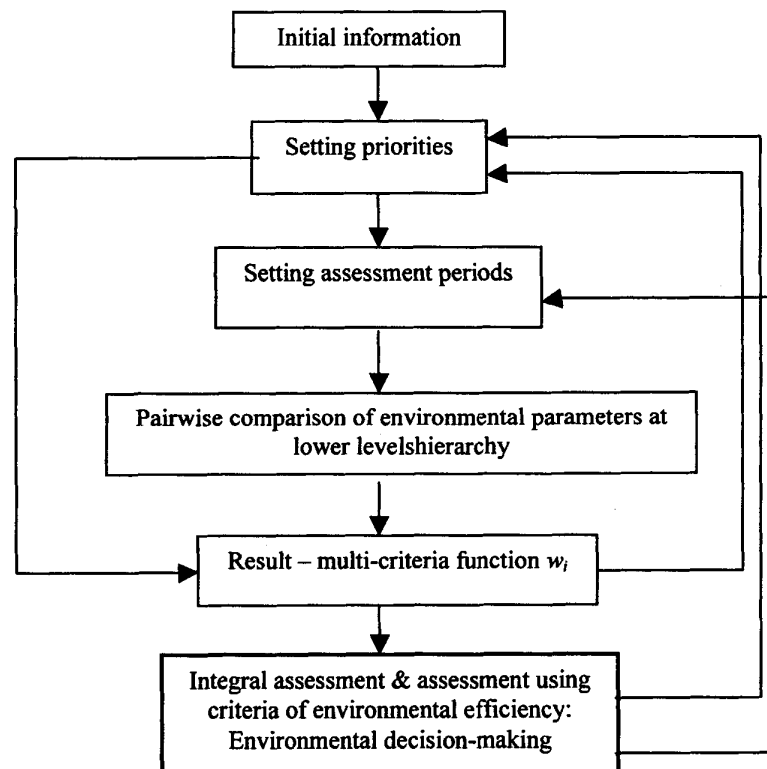 Initial information
Setting priorities
Setting assessment periods
Pairwise comparison of environmental parameters at
lower levelshierarchy
Result – multi-criteria function wi
Integral assessment & assessment using
criteria of environmental efficiency:
Environmental decision-making